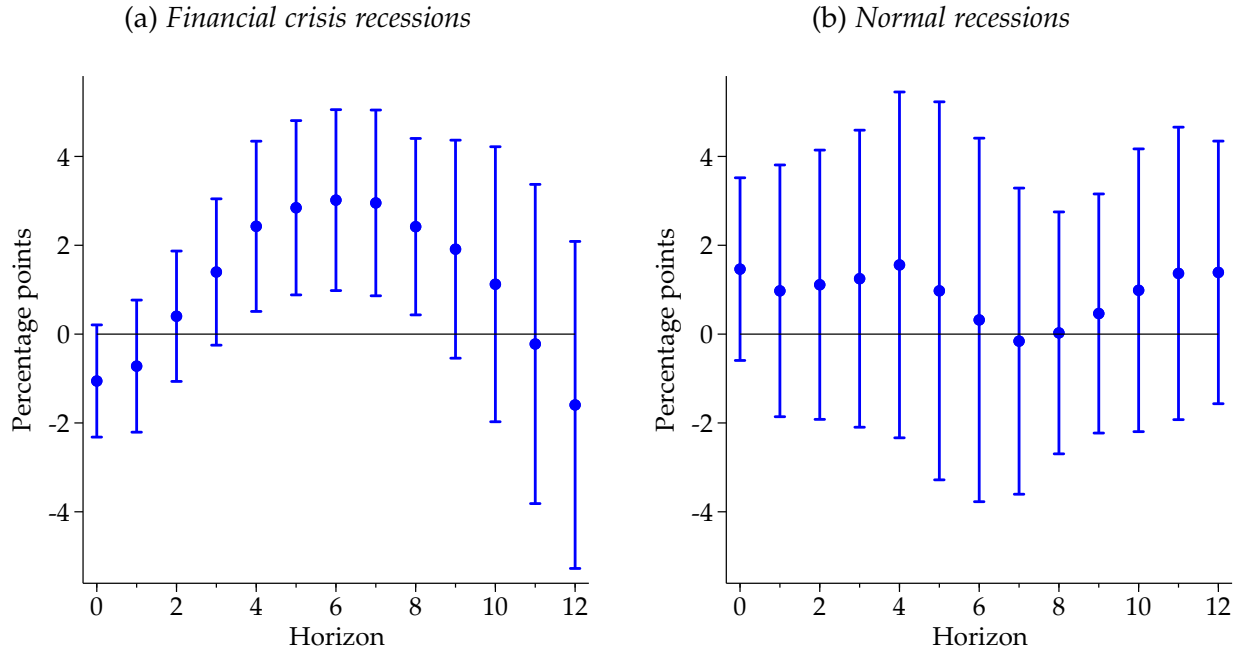 (a) Financial crisis recessions
Percentage points
4
2
0
-2
-4
0 2 4 6 8 10 12
Horizon
(b) Normal recessions
Percentage points
4
2
0
-2
-4
0 2 4 6 8 10 12
Horizon